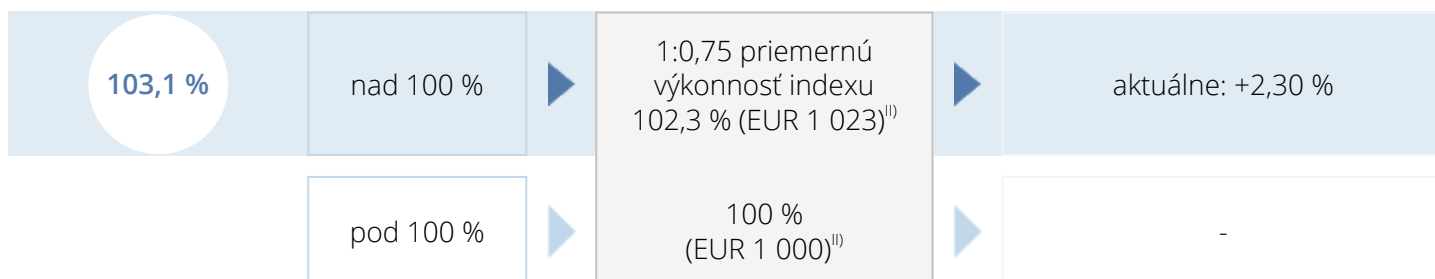 103,1 %
nad 100 %
1:0,75 priemernú
výkonnosť indexu
102,3 % (EUR 1 023)II)
aktuálne: +2,30 %
pod 100 %
100 %
(EUR 1 000)II)
-